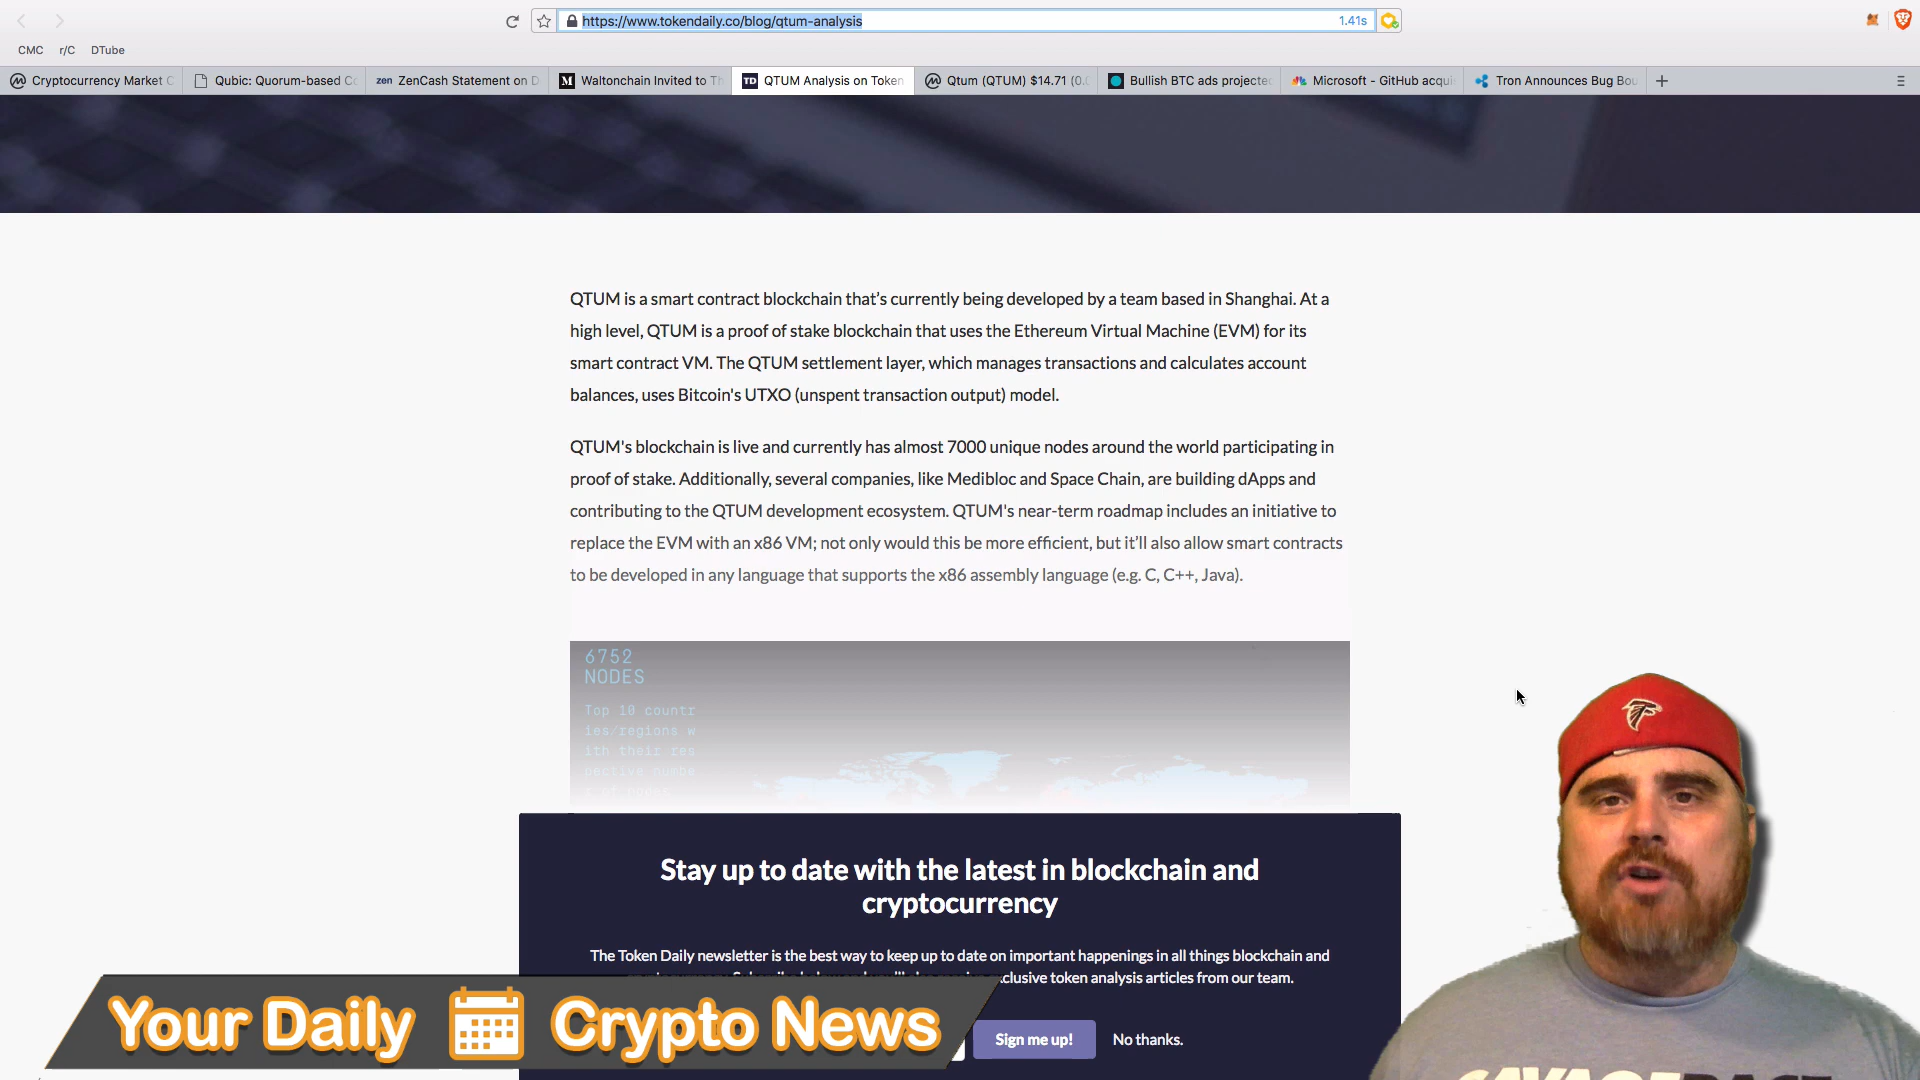 https://www.tokendaily.co/blog/qtum-analysis 1.41s
CMC r/C DTube
Cryptocurrency Market C Qubic: Quorum-based Co ZenCash Statement on D Waltonchain Invited to Th QTUM Analysis on Token Qtum (QTUM) $14.71 (0.0 Bullish BTC ads projected Microsoft - GitHub acqui Tron Announces Bug Bou
QTUM is a smart contract blockchain that's currently being developed by a team based in Shanghai. At a
high level, QTUM is a proof of stake blockchain that uses the Ethereum Virtual Machine (EVM) for its
smart contract VM. The QTUM settlement layer, which manages transactions and calculates account
balances, uses Bitcoin's UTXO (unspent transaction output) model.
QTUM's blockchain is live and currently has almost 7000 unique nodes around the world participating in
proof of stake. Additionally, several companies, like Medibloc and Space Chain, are building dApps and
contributing to the QTUM development ecosystem. QTUM's near-term roadmap includes an initiative to
replace the EVM with an x86 VM; not only would this be more efficient, but it'll also allow smart contracts
to be developed in any language that supports the x86 assembly language (e.g. C, C++, Java).
6752
NODES
Top 10 countr
ies/regions w
ith their res
pective numbe
r of nodes
Stay up to date with the latest in blockchain and
cryptocurrency
The Token Daily newsletter is the best way to keep up to date on important happenings in all things blockchain and
clusive token analysis articles from our team.
Your Daily Crypto News
Sign me up! No thanks.